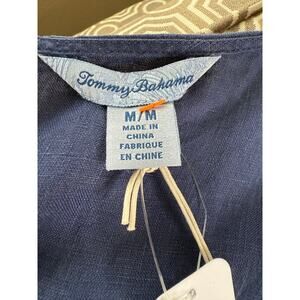 Tommy Bahama
M/M
MADE IN
CHINA
FABRIQUE
EN CHINE